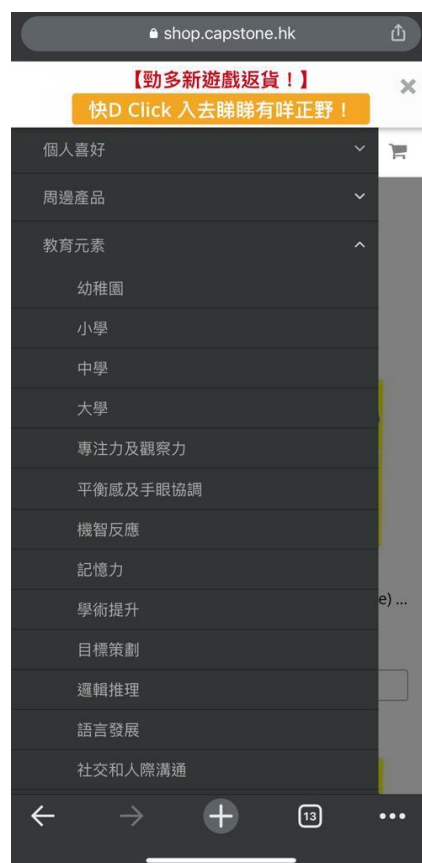 shop.capstone.hk
【勁多新遊戲返貨！】
快D Click 入去睇睇有咩正野！
個人喜好
周邊產品
教育元素
幼稚園
小學
中學
大學
專注力及觀察力
平衡感及手眼協調
機智反應
記憶力
學術提升
e) ...
目標策劃
邏輯推理
語言發展
社交和人際溝通
13